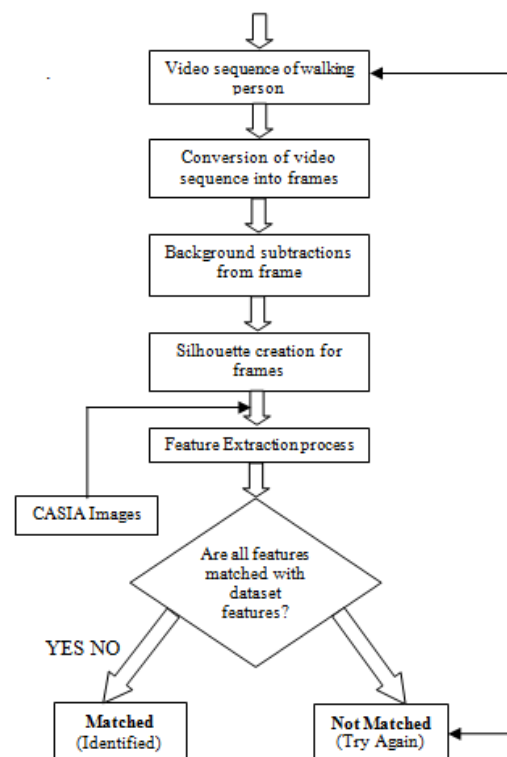 Video sequence of walking
person
Conversion of video
sequence into frames
Background subtractions
from frame
Silhouette creation for
frames
Feature Extraction process
CASIA Images
Are all features
matched with
dataset
features?
YES NO
Matched
(Identified)
Not Matched
(Try Again)